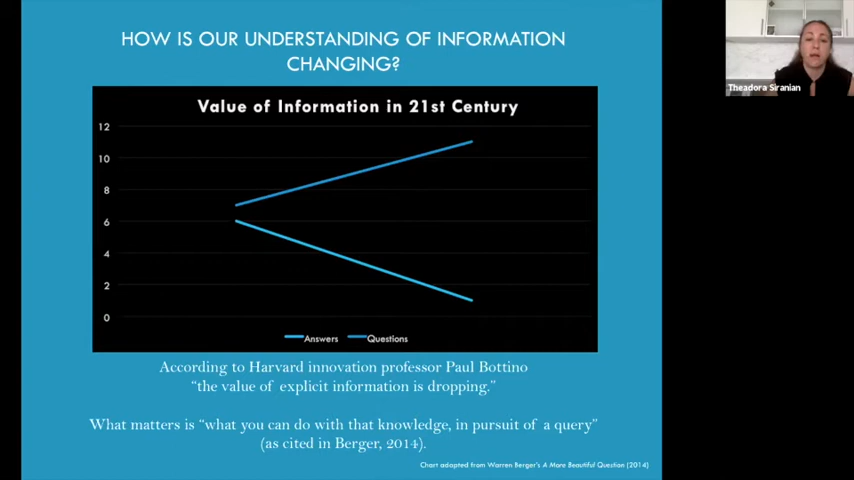 HOW IS OUR UNDERSTANDING OF INFORMATION
CHANGING?
Value of Information in 21st Century
12
10
8
6
4
2
0
Answers Questions
According to Harvard innovation professor Paul Bottino
“the value of explicit information is dropping.”
What matters is “what you can do with that knowledge, in pursuit of a query”
(as cited in Berger, 2014).
Chart adapted from Warren Berger's A More Beautiful Question (2014)
Theadora Siranian